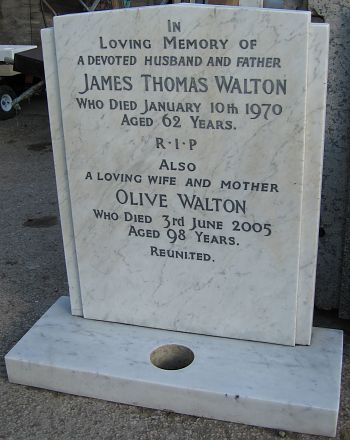 In
Loving Memory of
a devoted husband and father
James Thomas Walton
Who Died January 10th 1970
Aged 62 Years.
R·I·P
Also
a loving wife and mother
Olive Walton
Who Died 3rd June 2005
Aged 98 Years.
Reunited.